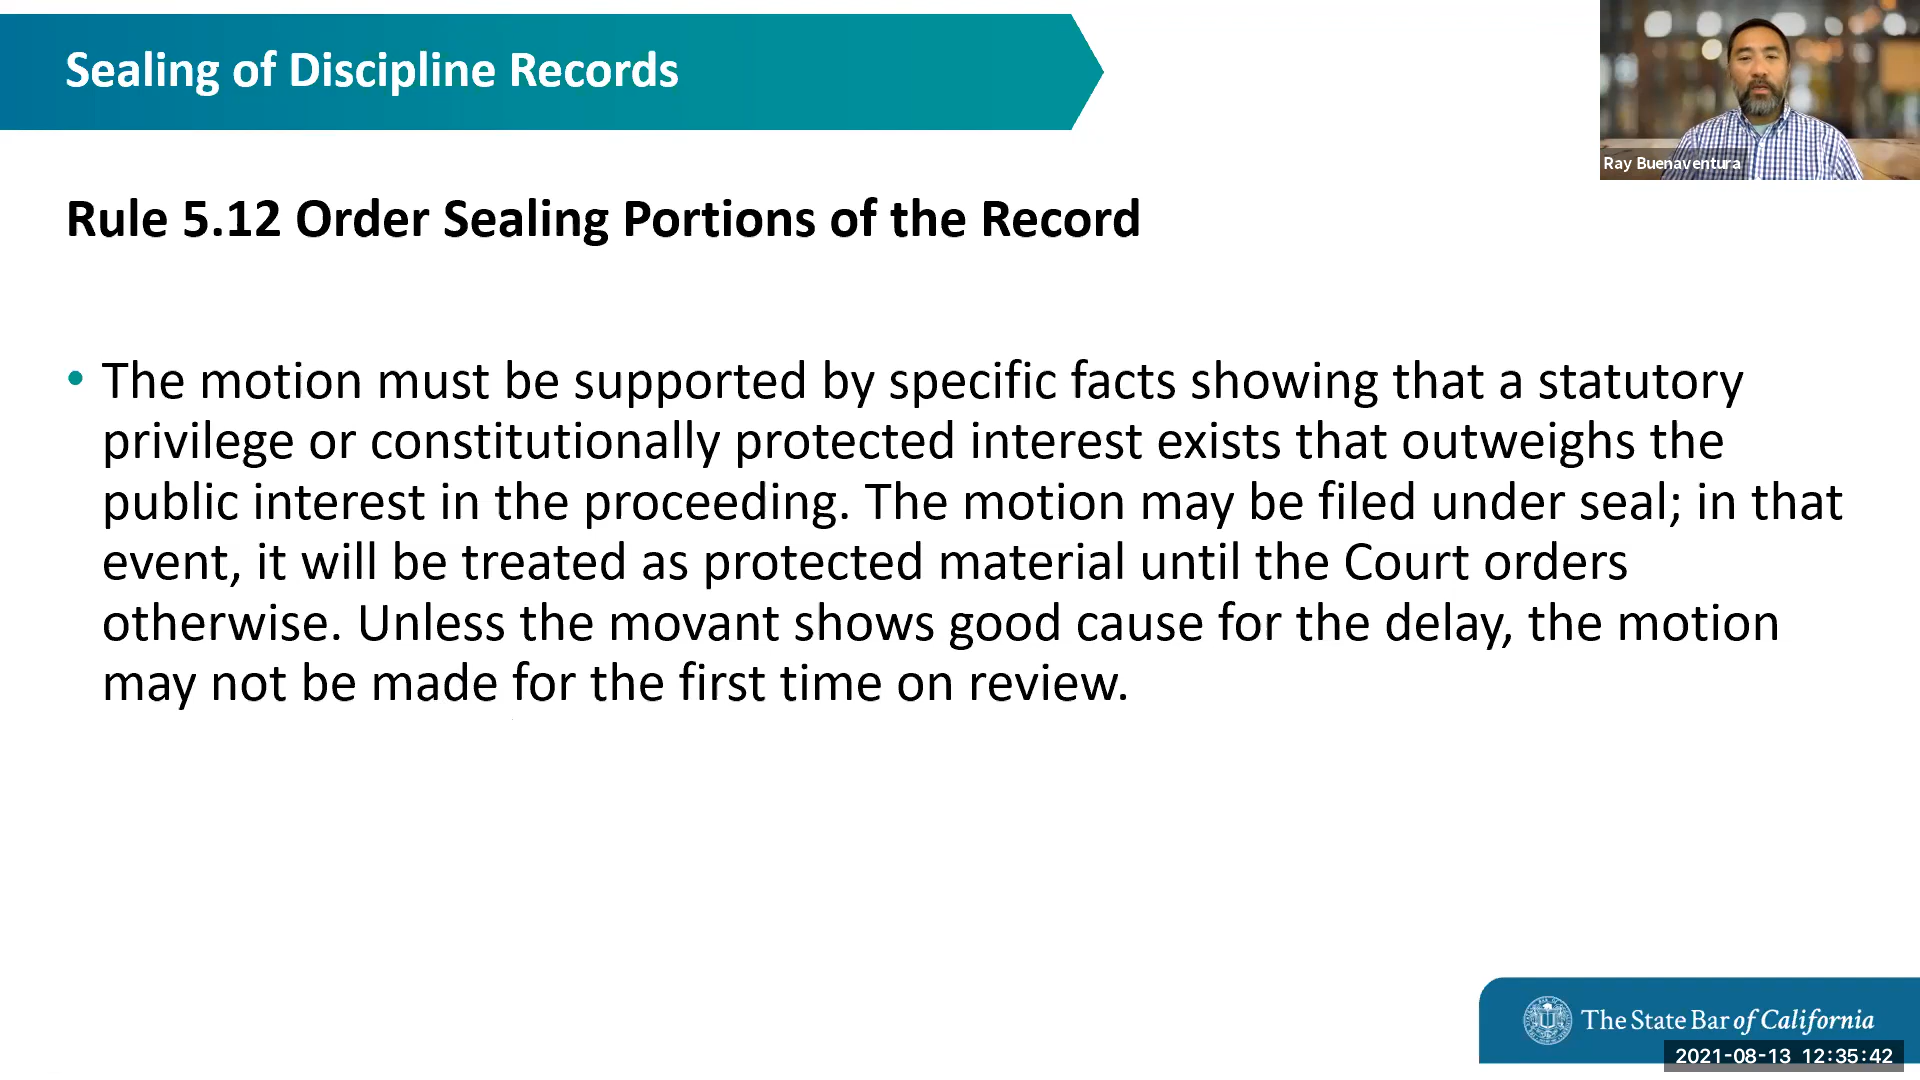 Sealing of Discipline Records
Ray Buenaventura
Rule 5.12 Order Sealing Portions of the Record
• The motion must be supported by specific facts showing that a statutory
privilege or constitutionally protected interest exists that outweighs the
public interest in the proceeding. The motion may be filed under seal; in that
event, it will be treated as protected material until the Court orders
otherwise. Unless the movant shows good cause for the delay, the motion
may not be made for the first time on review.
The State Bar of California
2021-08-13 12:35:42